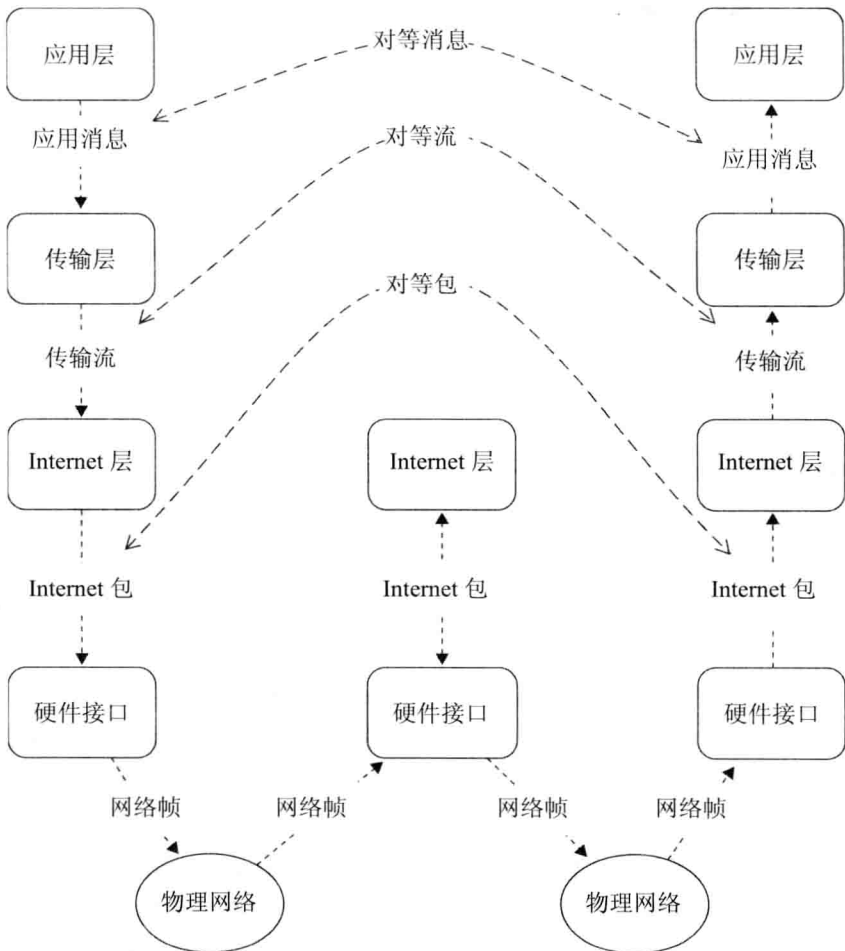 应用层
对等消息
应用层
应用消息
对等流
应用消息
传输层
对等包
传输层
传输流
传输流
Internet 层
Internet 层
Internet 层
Internet 包
Internet 包
Internet 包
硬件接口
硬件接口
硬件接口
网络帧
网络帧
网络帧
网络帧
物理网络
物理网络